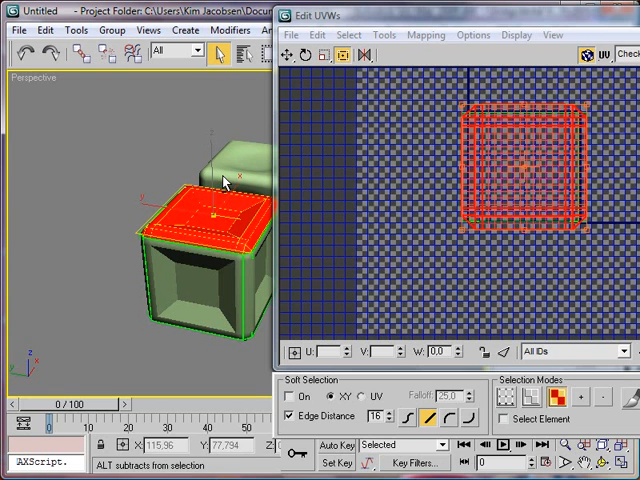 Untitled - Project Folder: C:\Users\Kim Jacobsen\Docum
File Edit Tools Group Views Create Modifiers
All
Perspective
z
x
y
z
x
y
0 / 100
0 10 20 30 40 50
X: 115,96 Y: 77,794 Z:
AXScript.
ALT subtracts from selection
Edit UVWs
File Edit Select Tools Mapping Options Display View
UV Check
U: V: W: 0,0 All IDs
Soft Selection
On XY UV Falloff: 25,0
Edge Distance 16
Selection Modes
+ -
Select Element
Auto Key Selected
Set Key Key Filters... 0